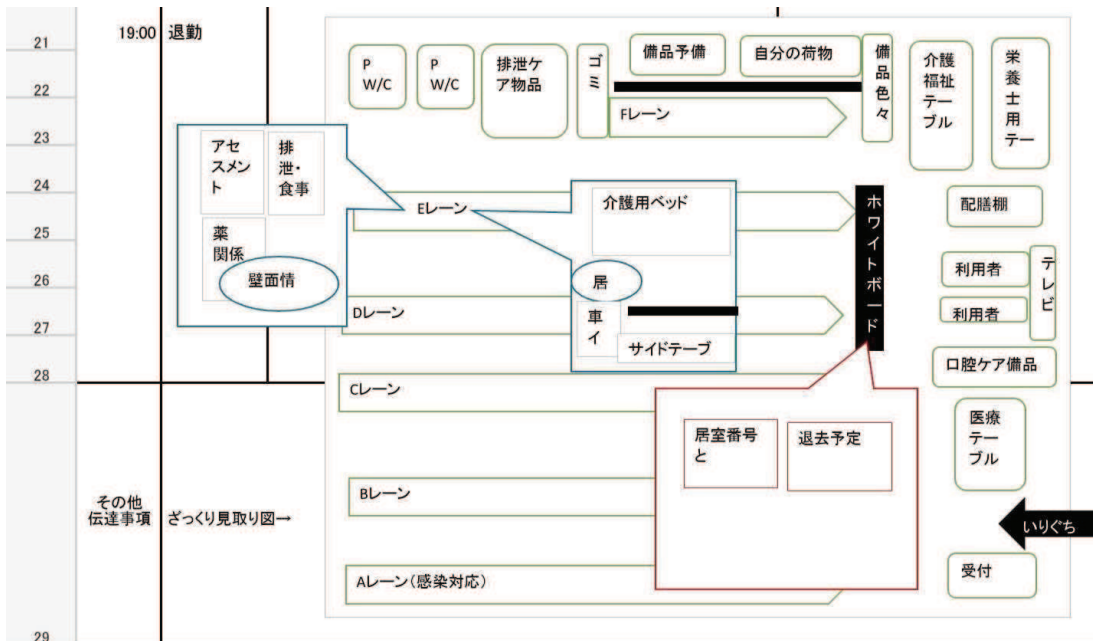 21
22
23
24
25
26
27
28
29
19:00
退勤
P
W/C
P
W/C
排泄ケ
ア物品
ゴミ
備品予備
自分の荷物
備品色々
介護
福祉
テー
ブル
栄養士用テー
Fレーン
アセ
スメン
ト
排
泄・
食事
薬
関係
壁面情
Eレーン
介護用ベッド
居
車
イ
サイドテーブ
ホワイトボード
配膳棚
利用者
利用者
テレビ
Dレーン
口腔ケア備品
Cレーン
居室番号
と
退去予定
医療
テー
ブル
Bレーン
その他
伝達事項
ざっくり見取り図→
いりぐち
Aレーン(感染対応)
受付